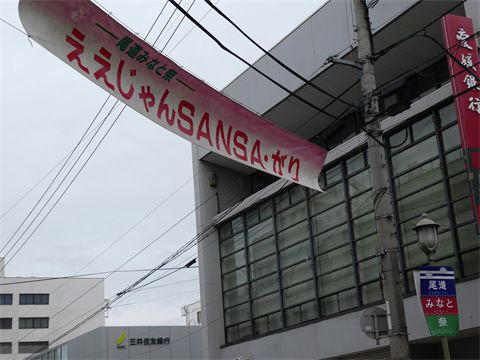 ―尾道みなと祭―
ええじゃんSANSA・がり
愛媛銀行
尾道
みなと
祭
三井住友銀行